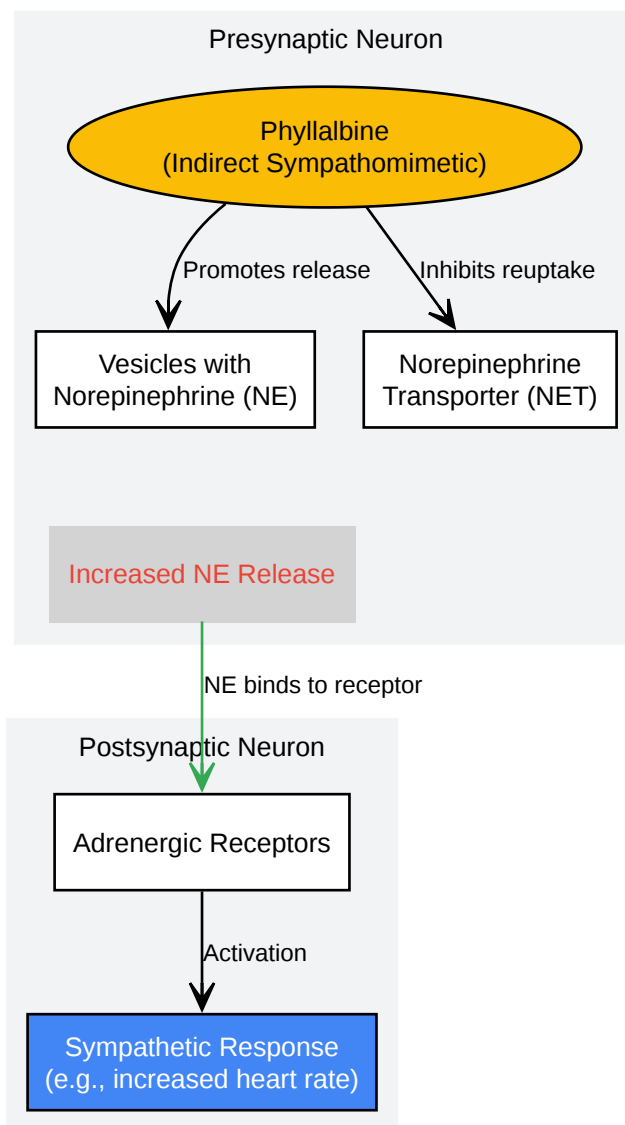 Presynaptic Neuron
Phyllalbine
(Indirect Sympathomimetic)
Promotes release
Inhibits reuptake
Vesicles with
Norepinephrine (NE)
Norepinephrine
Transporter (NET)
Increased NE Release
NE binds to receptor
Postsynaptic Neuron
Adrenergic Receptors
Activation
Sympathetic Response
(e.g., increased heart rate)